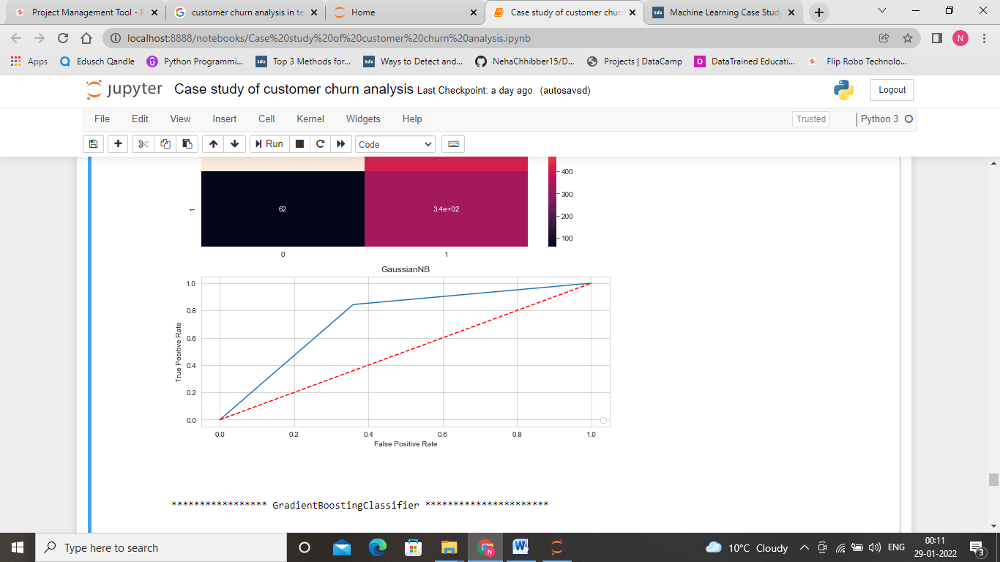 Project Management Tool - F
customer churn analysis in te
Home
Case study of customer churn
Machine Learning Case Study
localhost:8888/notebooks/Case%20study%20of%20customer%20churn%20analysis.ipynb
N
Apps
Edusch Qandle
Python Programmi...
tds Top 3 Methods for...
tds Ways to Detect and...
NehaChhibber15/D...
Projects | DataCamp
D DataTrained Educati...
Flip Robo Technolo...
jupyter Case study of customer churn analysis Last Checkpoint: a day ago (autosaved)
Logout
File Edit View Insert Cell Kernel Widgets Help
Trusted
Python 3
Run
Code
400
300
200
100
1
62
3.4e+02
0 1
GaussianNB
True Positive Rate
1.0
0.8
0.6
0.4
0.2
0.0
0.0 0.2 0.4 0.6 0.8 1.0
False Positive Rate
***************** GradientBoostingClassifier **********************
Type here to search
10°C Cloudy
ENG
00:11
29-01-2022
3